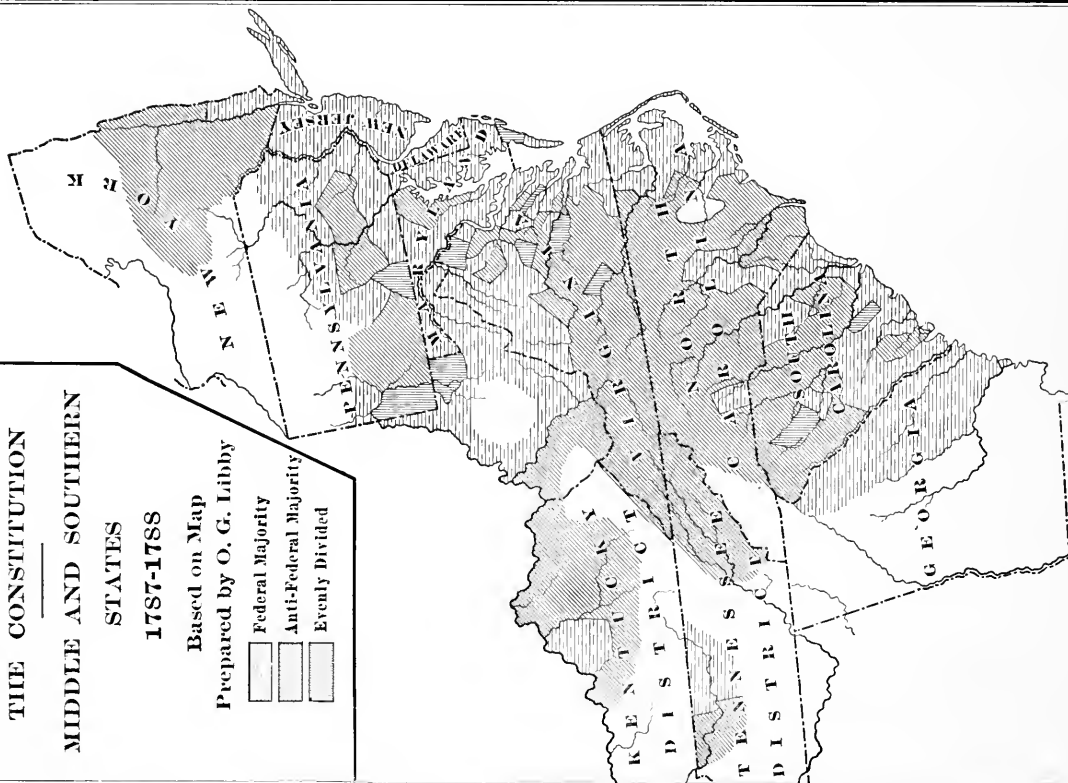 THE CONSTITUTION
MIDDLE AND SOUTHERN
STATES
1787-1788
Based on Map
Prepared by O. G. Libby
Federal Majority
Anti-Federal Majority
Evenly Divided
NEW YORK
NEW JERSEY
PENNSYLVANIA
DELAWARE
MARYLAND
VIRGINIA
NORTH CAROLINA
SOUTH CAROLINA
GEORGIA
KENTUCKY DISTRICT
TENNESSEE DISTRICT